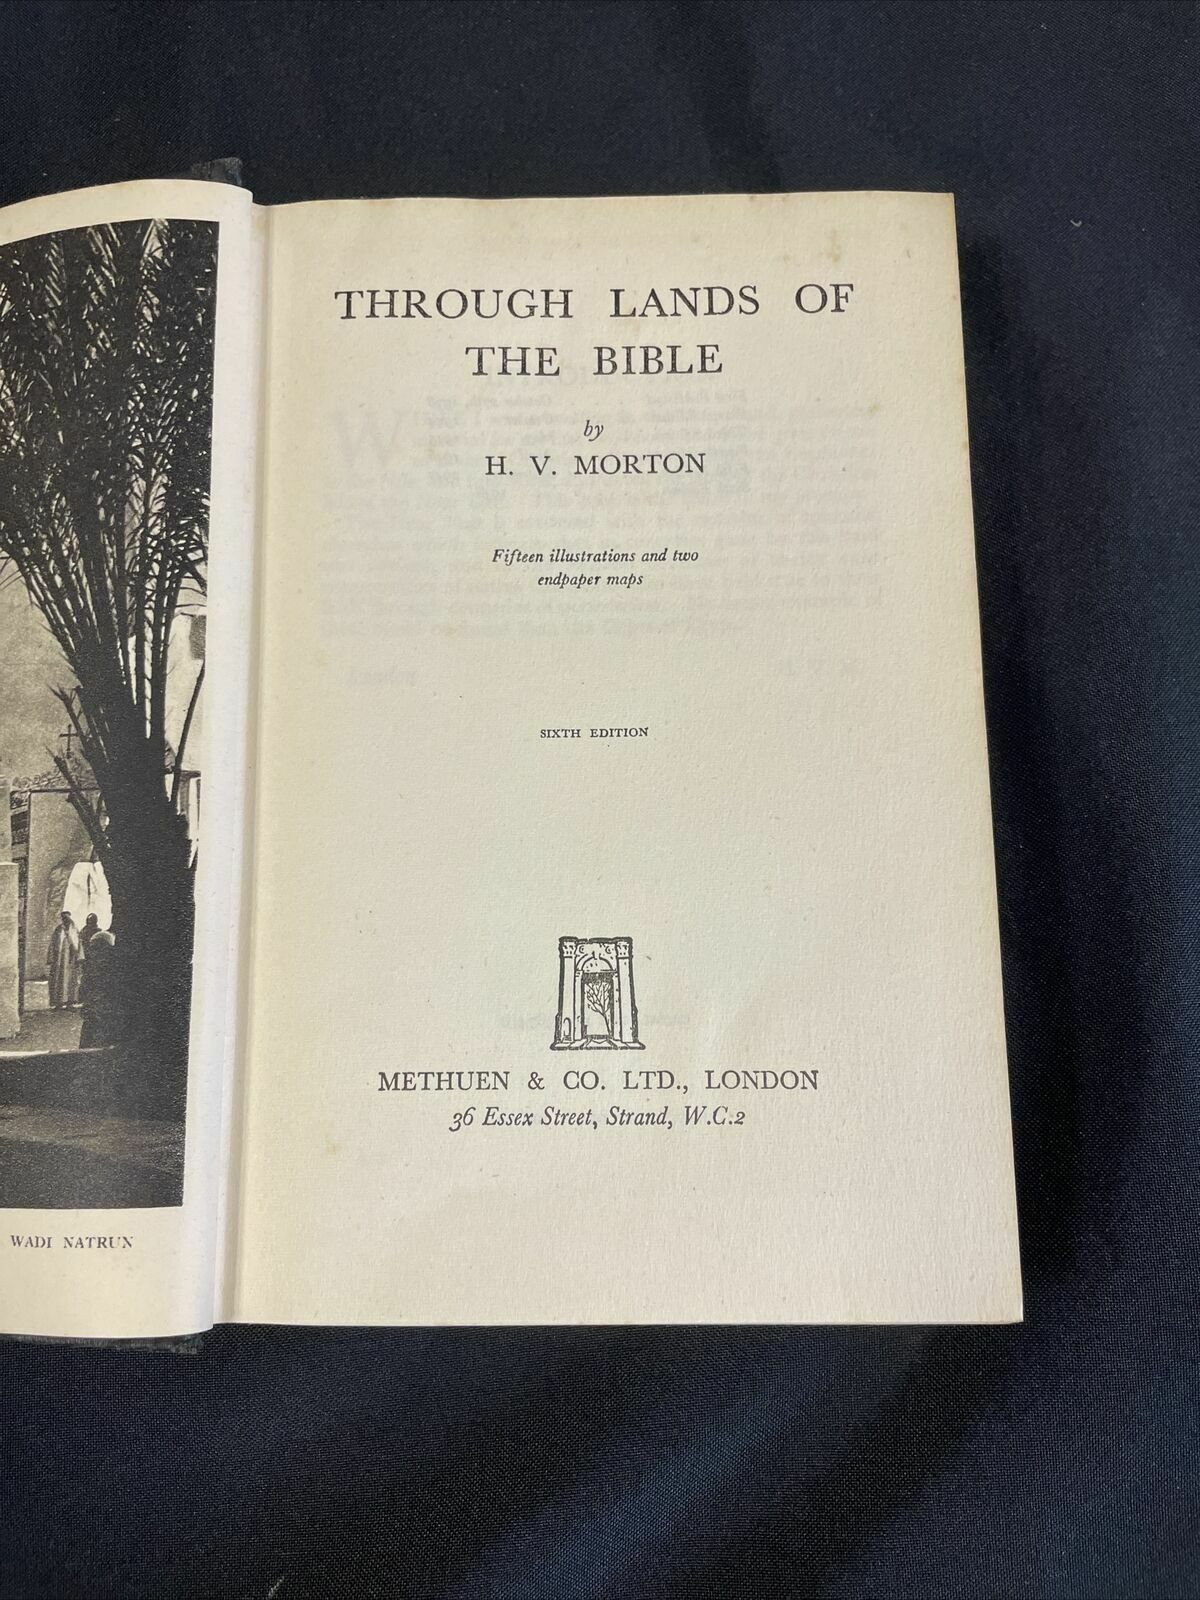 WADI NATRUN
THROUGH LANDS OF
THE BIBLE
by
H. V. MORTON
Fifteen illustrations and two
endpaper maps
SIXTH EDITION
METHUEN & CO. LTD., LONDON
36 Essex Street, Strand, W.C.2